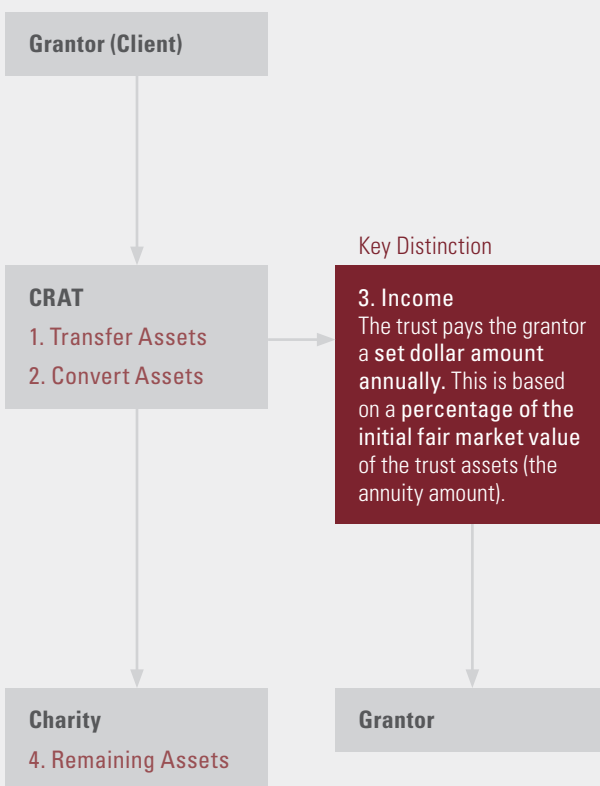 Grantor (Client)
CRAT
1. Transfer Assets
2. Convert Assets
Key Distinction
3. Income
The trust pays the grantor
a set dollar amount
annually. This is based
on a percentage of the
initial fair market value
of the trust assets (the
annuity amount).
Charity
4. Remaining Assets
Grantor